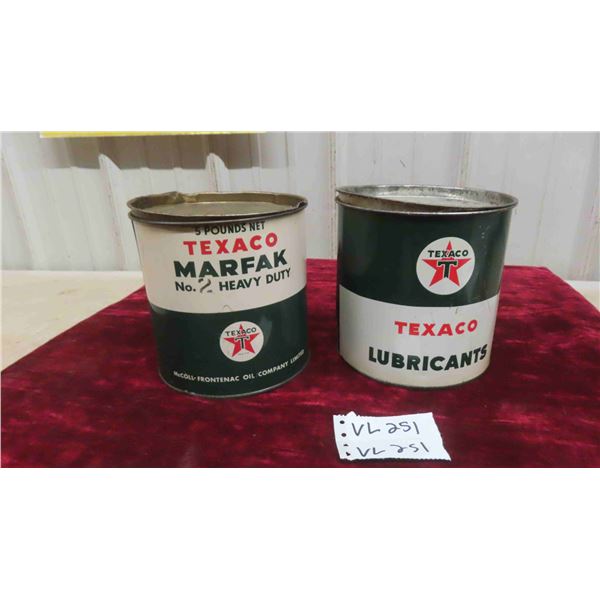 5 POUNDS NET
TEXACO
MARFAK
No. 2 HEAVY DUTY
TEXACO
T
McCOLL-FRONTENAC OIL COMPANY LIMITED
TEXACO
T
TEXACO
LUBRICANTS
VL 251
VL 251